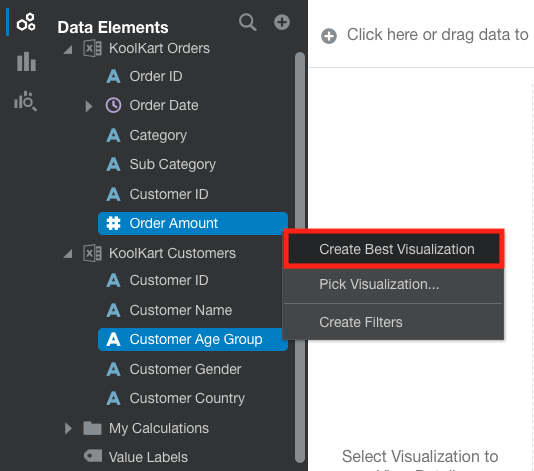 Data Elements
KoolKart Orders
Order ID
Order Date
Category
Sub Category
Customer ID
Order Amount
KoolKart Customers
Customer ID
Customer Name
Customer Age Group
Customer Gender
Customer Country
My Calculations
Value Labels
Click here or drag data to
Create Best Visualization
Pick Visualization...
Create Filters
Select Visualization to